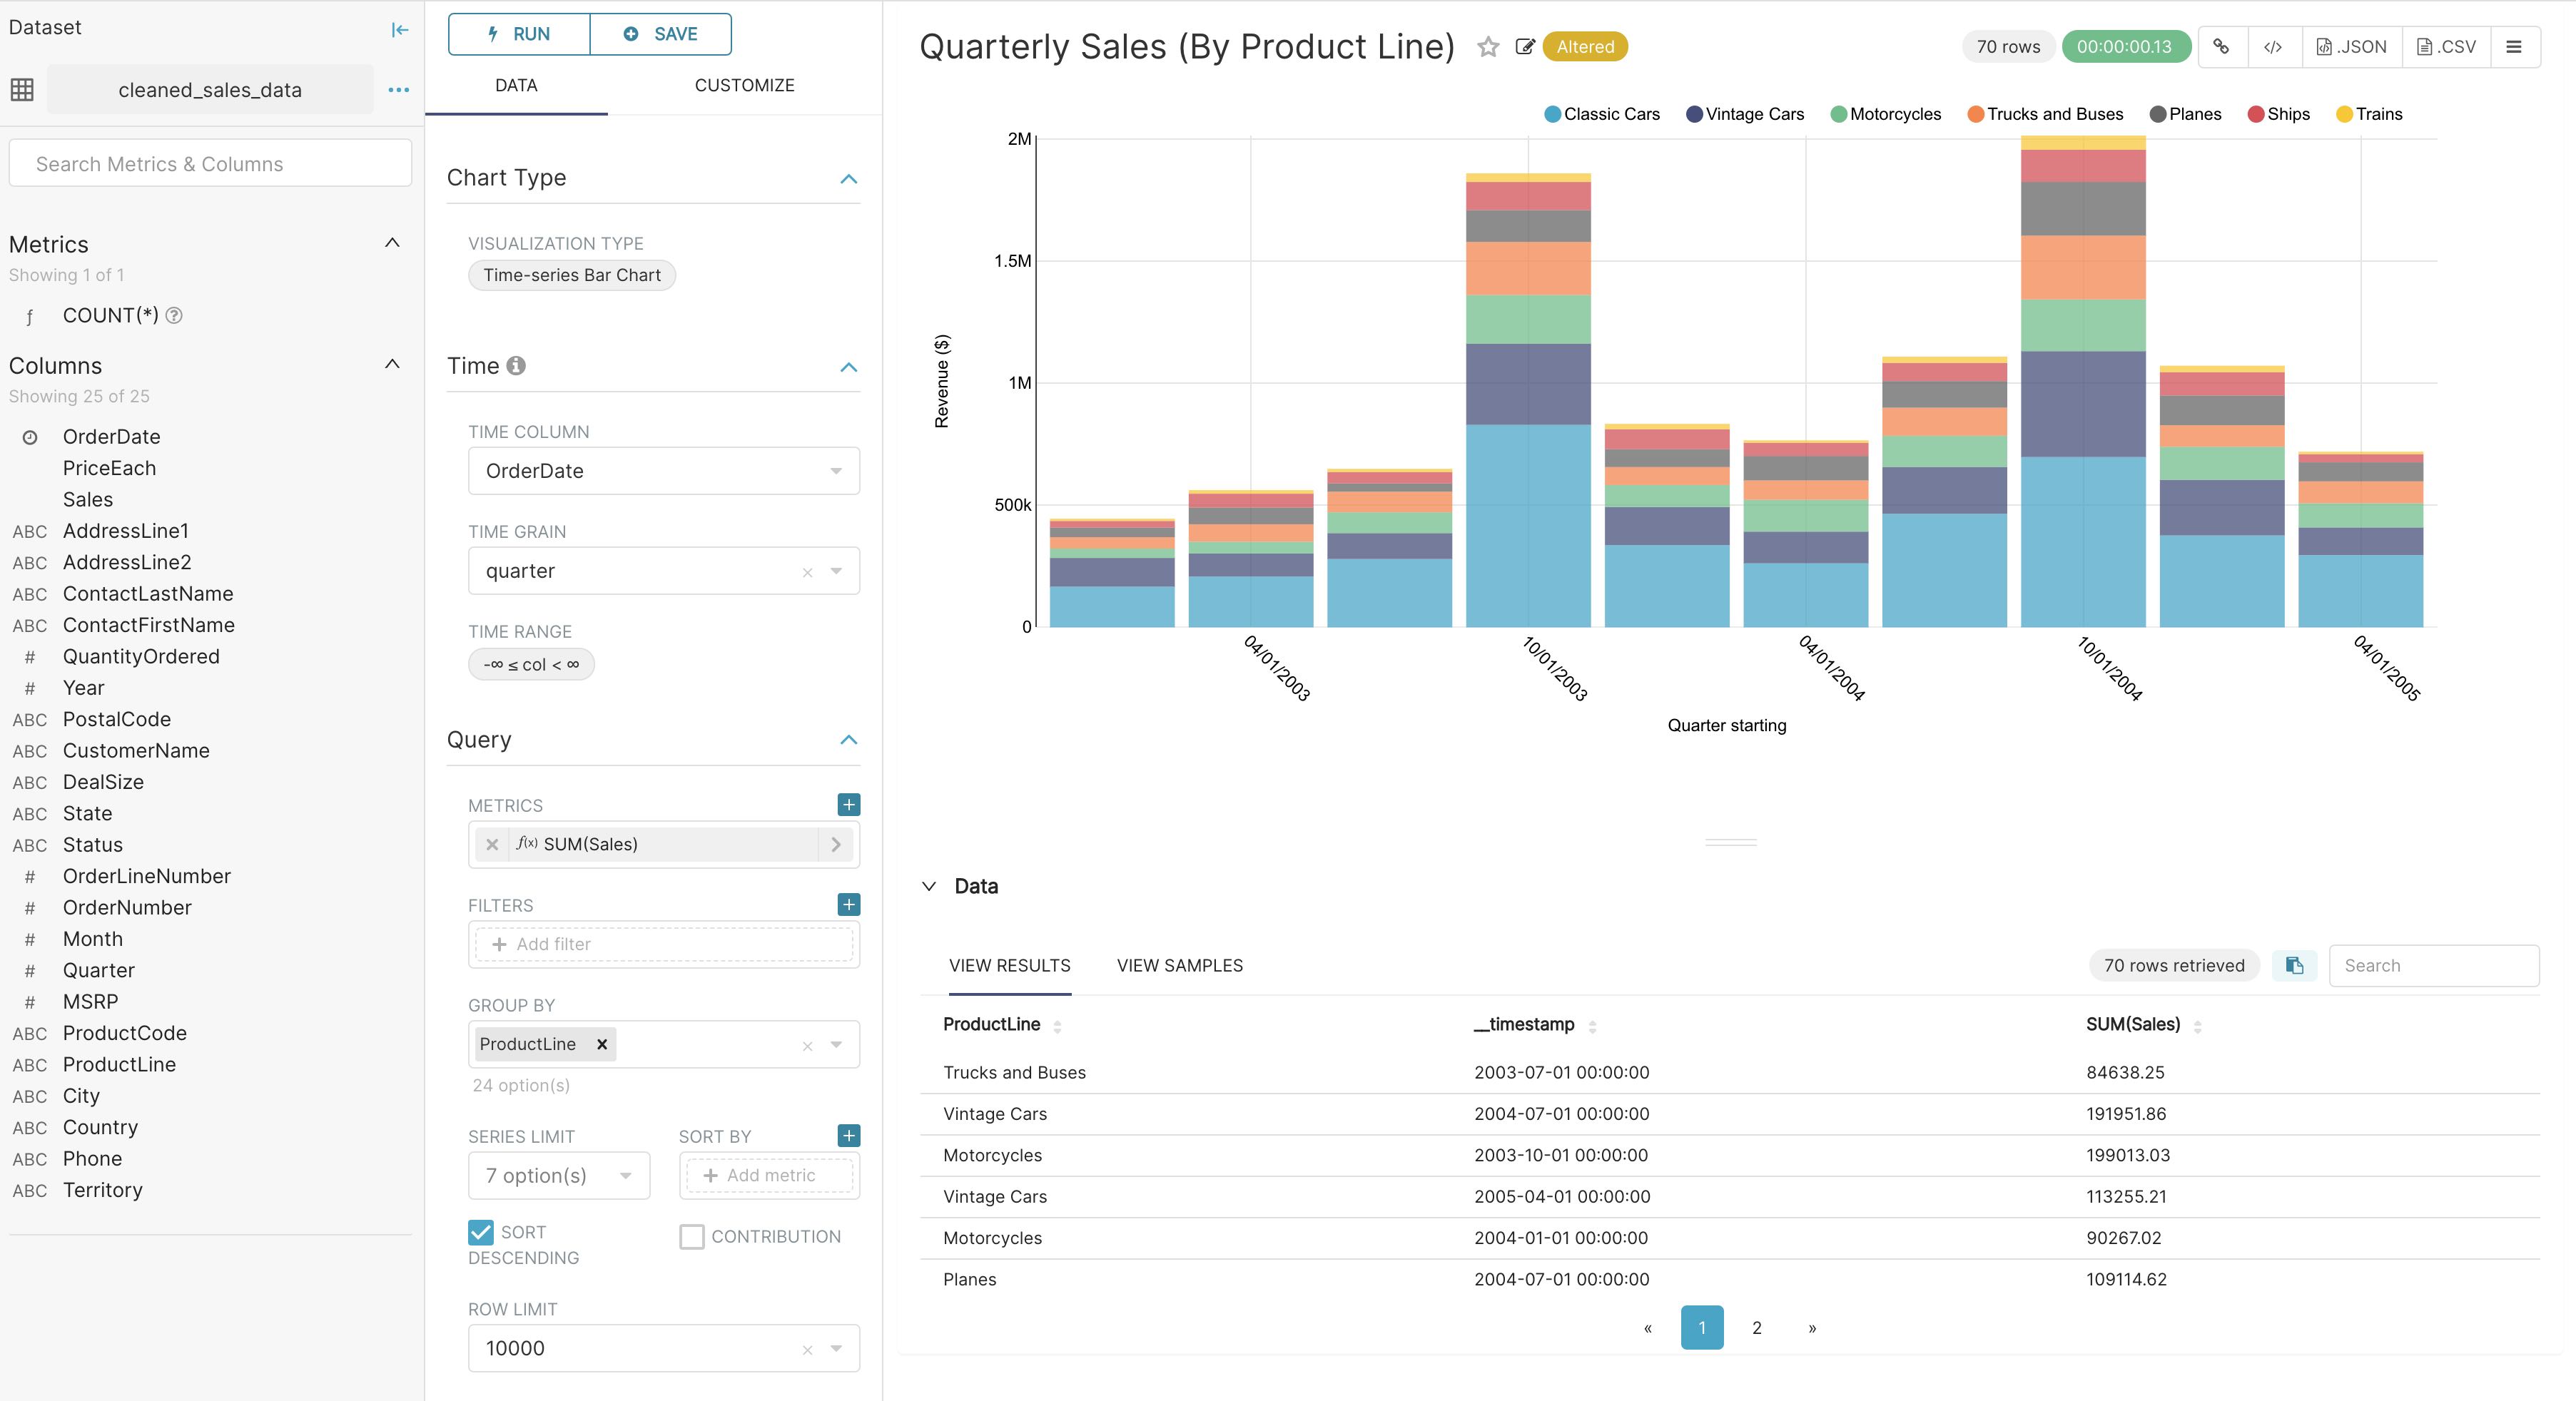 Dataset
cleaned_sales_data
Search Metrics & Columns
Metrics
Showing 1 of 1
ƒ COUNT(*)
Columns
Showing 25 of 25
OrderDate
PriceEach
Sales
ABC AddressLine1
ABC AddressLine2
ABC ContactLastName
ABC ContactFirstName
# QuantityOrdered
# Year
ABC PostalCode
ABC CustomerName
ABC DealSize
ABC State
ABC Status
# OrderLineNumber
# OrderNumber
# Month
# Quarter
# MSRP
ABC ProductCode
ABC ProductLine
ABC City
ABC Country
ABC Phone
ABC Territory
RUN SAVE
DATA CUSTOMIZE
Chart Type
VISUALIZATION TYPE
Time-series Bar Chart
Time
TIME COLUMN
OrderDate
TIME GRAIN
quarter
TIME RANGE
-∞ ≤ col < ∞
Query
METRICS
f(x) SUM(Sales)
FILTERS
+ Add filter
GROUP BY
ProductLine
24 option(s)
SERIES LIMIT SORT BY
7 option(s) + Add metric
SORT DESCENDING CONTRIBUTION
ROW LIMIT
10000
Quarterly Sales (By Product Line) Altered
70 rows 00:00:00.13 </> .JSON .CSV
Classic Cars Vintage Cars Motorcycles Trucks and Buses Planes Ships Trains
Revenue ($)
2M
1.5M
1M
500k
0
04/01/2003 10/01/2003 04/01/2004 10/01/2004 04/01/2005
Quarter starting
Data
VIEW RESULTS VIEW SAMPLES 70 rows retrieved Search
ProductLine __timestamp SUM(Sales)
Trucks and Buses 2003-07-01 00:00:00 84638.25
Vintage Cars 2004-07-01 00:00:00 191951.86
Motorcycles 2003-10-01 00:00:00 199013.03
Vintage Cars 2005-04-01 00:00:00 113255.21
Motorcycles 2004-01-01 00:00:00 90267.02
Planes 2004-07-01 00:00:00 109114.62
« 1 2 »